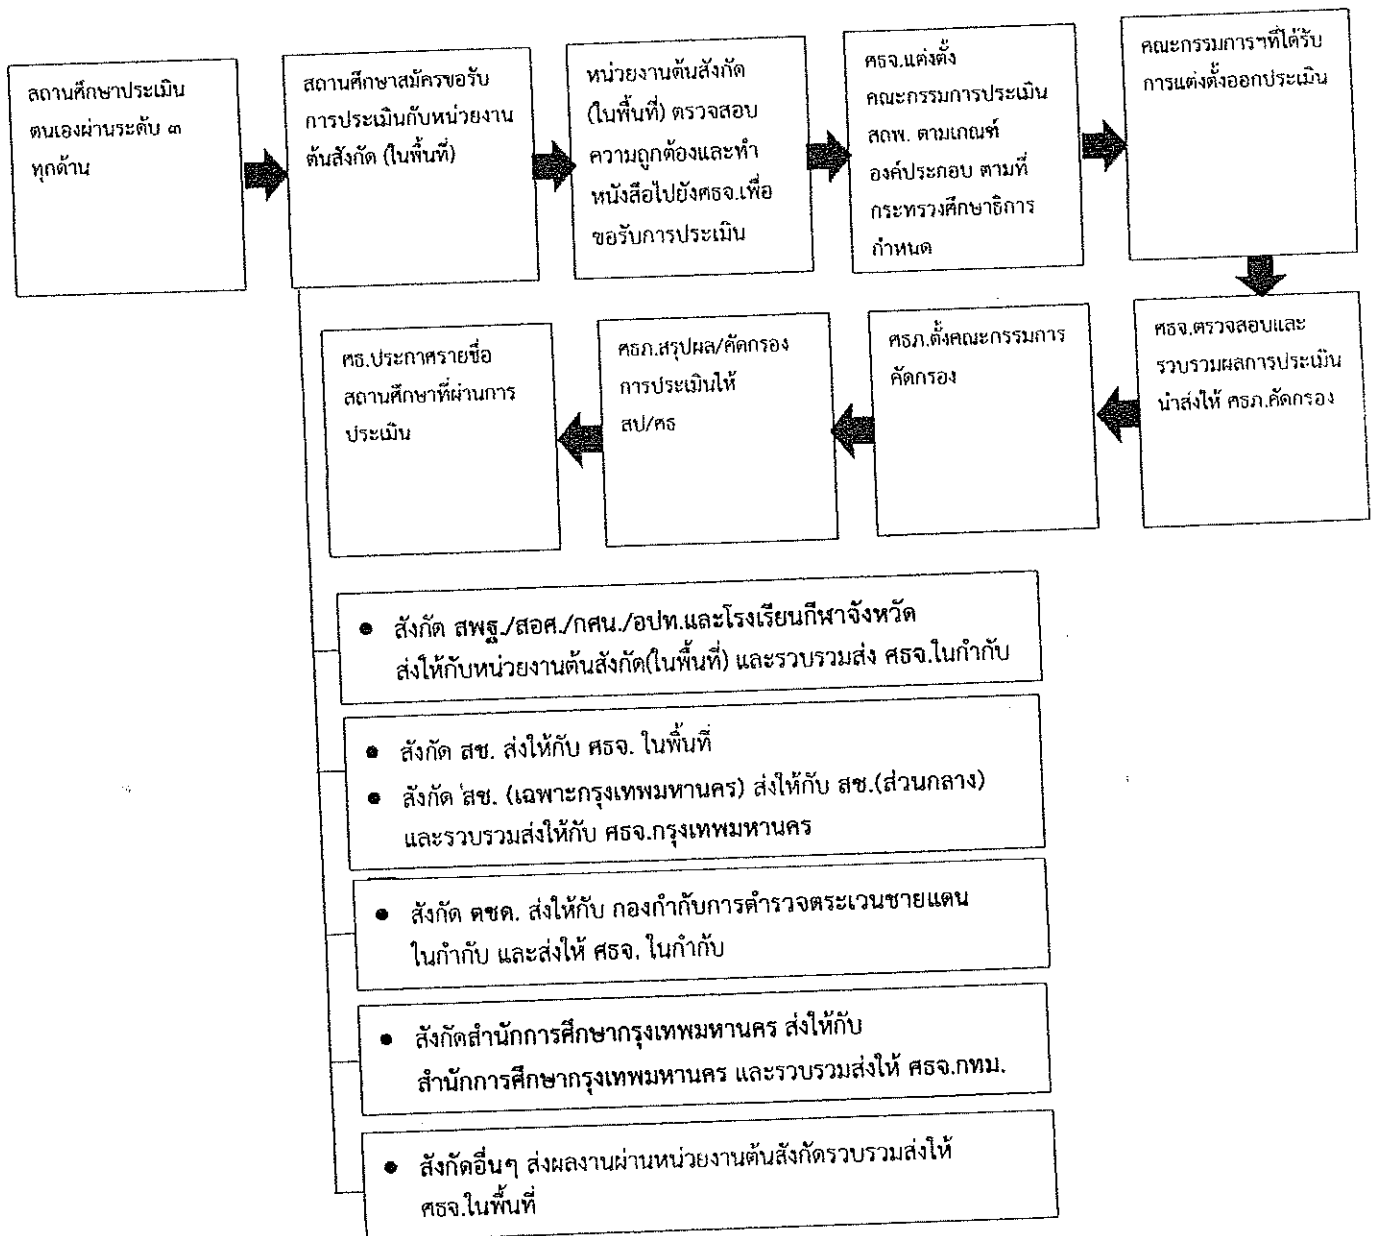 สถานศึกษาประเมิน
ตนเองผ่านระดับ ๓
ทุกด้าน
สถานศึกษาสมัครขอรับ
การประเมินกับหน่วยงาน
ต้นสังกัด (ในพื้นที่)
หน่วยงานต้นสังกัด
(ในพื้นที่) ตรวจสอบ
ความถูกต้องและทำ
หนังสือไปยังศธจ.เพื่อ
ขอรับการประเมิน
ศธจ.แต่งตั้ง
คณะกรรมการประเมิน
สถพ. ตามเกณฑ์
องค์ประกอบ ตามที่
กระทรวงศึกษาธิการ
กำหนด
คณะกรรมการฯที่ได้รับ
การแต่งตั้งออกประเมิน
ศธจ.ตรวจสอบและ
รวบรวมผลการประเมิน
นำส่งให้ ศธภ.คัดกรอง
ศธภ.ตั้งคณะกรรมการ
คัดกรอง
ศธภ.สรุปผล/คัดกรอง
การประเมินให้
สป/ศธ
ศธ.ประกาศรายชื่อ
สถานศึกษาที่ผ่านการ
ประเมิน
● สังกัด สพฐ./สอศ./กศน./อปท.และโรงเรียนกีฬาจังหวัด
ส่งให้กับหน่วยงานต้นสังกัด(ในพื้นที่) และรวบรวมส่ง ศธจ.ในกำกับ
● สังกัด สช. ส่งให้กับ ศธจ. ในพื้นที่
● สังกัด สช. (เฉพาะกรุงเทพมหานคร) ส่งให้กับ สช.(ส่วนกลาง)
และรวบรวมส่งให้กับ ศธจ.กรุงเทพมหานคร
● สังกัด ตชด. ส่งให้กับ กองกำกับการตำรวจตระเวนชายแดน
ในกำกับ และส่งให้ ศธจ. ในกำกับ
● สังกัดสำนักการศึกษากรุงเทพมหานคร ส่งให้กับ
สำนักการศึกษากรุงเทพมหานคร และรวบรวมส่งให้ ศธจ.กทม.
● สังกัดอื่นๆ ส่งผลงานผ่านหน่วยงานต้นสังกัดรวบรวมส่งให้
ศธจ.ในพื้นที่